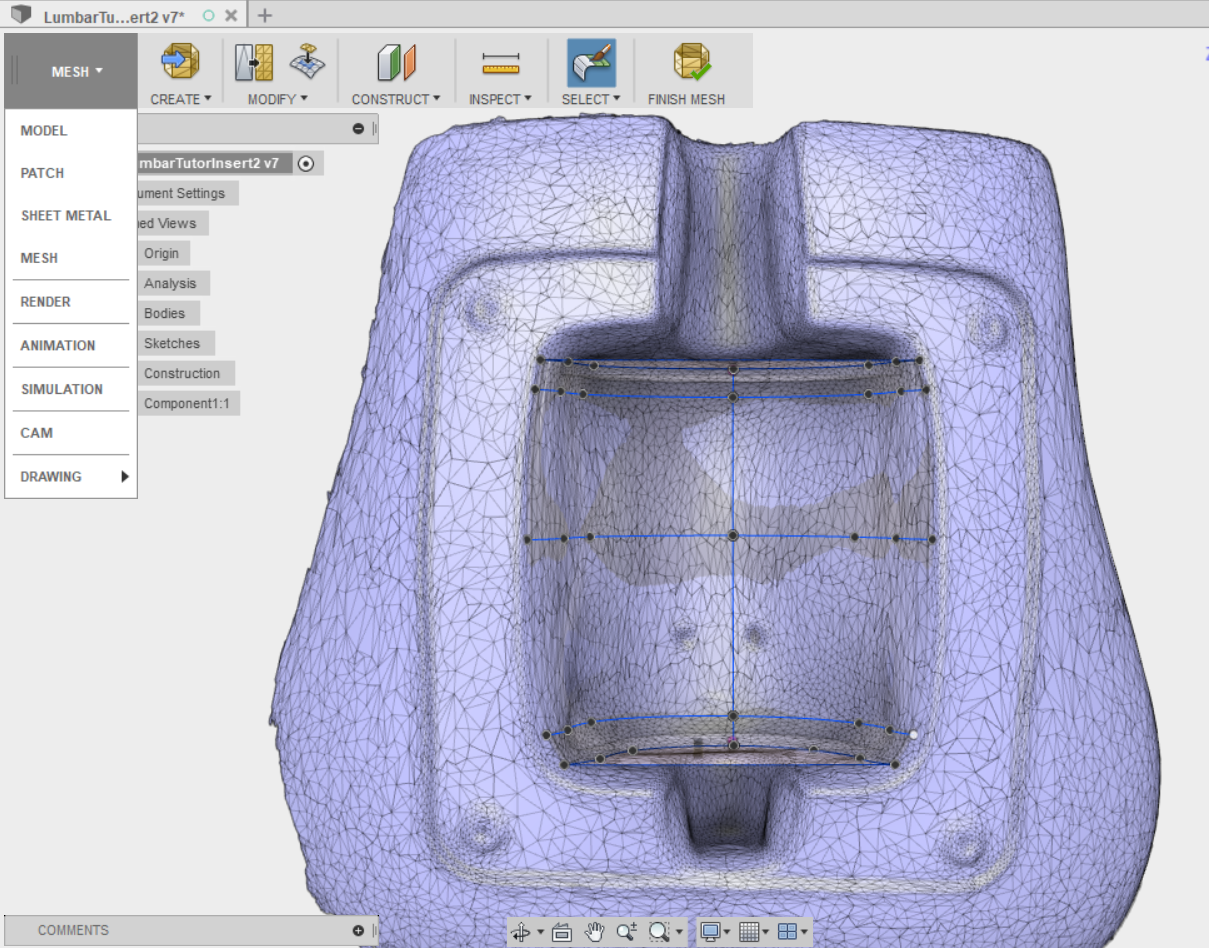 LumbarTu...ert2 v7*
MESH
CREATE
MODIFY
CONSTRUCT
INSPECT
SELECT
FINISH MESH
MODEL
PATCH
SHEET METAL
MESH
RENDER
ANIMATION
SIMULATION
CAM
DRAWING
mbarTutorInsert2 v7
ument Settings
ed Views
Origin
Analysis
Bodies
Sketches
Construction
Component1:1
COMMENTS